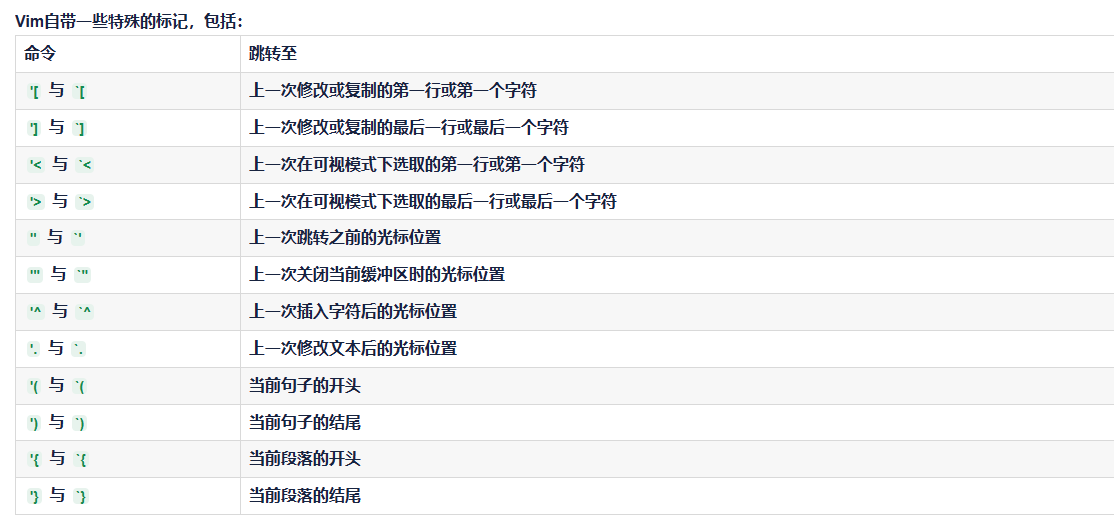 Vim自带一些特殊的标记，包括：
命令 跳转至
'[ 与 `[ 上一次修改或复制的第一行或第一个字符
'] 与 `] 上一次修改或复制的最后一行或最后一个字符
'< 与 `< 上一次在可视模式下选取的第一行或第一个字符
'> 与 `> 上一次在可视模式下选取的最后一行或最后一个字符
'' 与 `' 上一次跳转之前的光标位置
'" 与 `" 上一次关闭当前缓冲区时的光标位置
'^ 与 `^ 上一次插入字符后的光标位置
'. 与 `. 上一次修改文本后的光标位置
'( 与 `( 当前句子的开头
') 与 `) 当前句子的结尾
'{ 与 `{ 当前段落的开头
'} 与 `} 当前段落的结尾